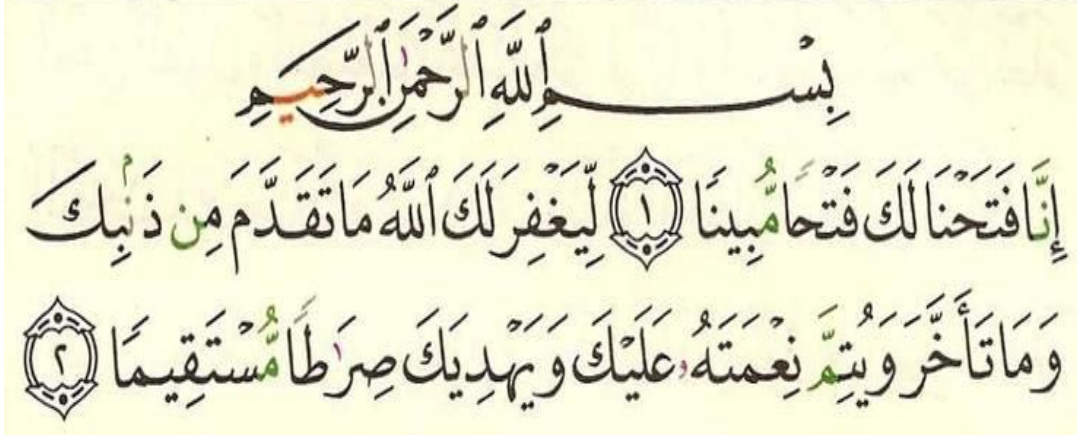 بِسْمِ ٱللَّهِ ٱلرَّحْمَٰنِ ٱلرَّحِيمِ
إِنَّا فَتَحْنَا لَكَ فَتْحًا مُّبِينًا ١ لِّيَغْفِرَ لَكَ ٱللَّهُ مَا تَقَدَّمَ مِن ذَنۢبِكَ
وَمَا تَأَخَّرَ وَيُتِمَّ نِعْمَتَهُۥ عَلَيْكَ وَيَهْدِيَكَ صِرَٰطًا مُّسْتَقِيمًا ٢